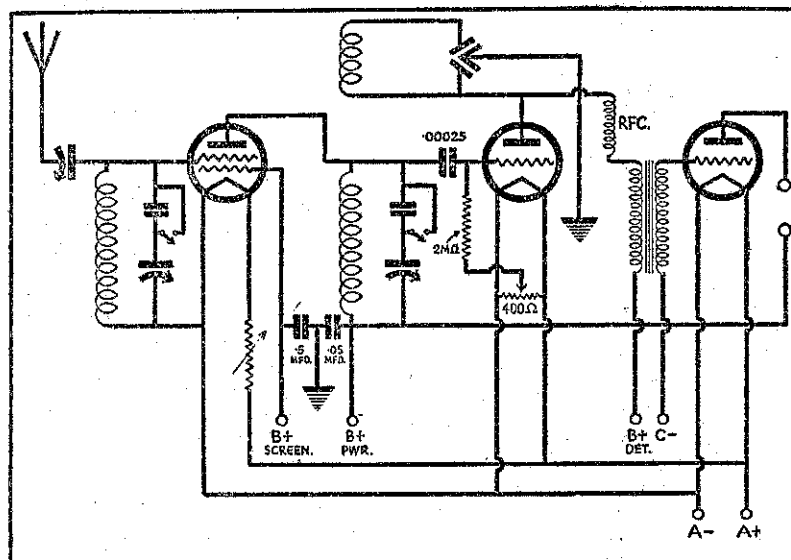 .00025
RFC.
2MΩ
400Ω
.5
MFD.
.05
MFD.
B+
SCREEN.
B+
PWR.
B+
DET.
C-
A-
A+